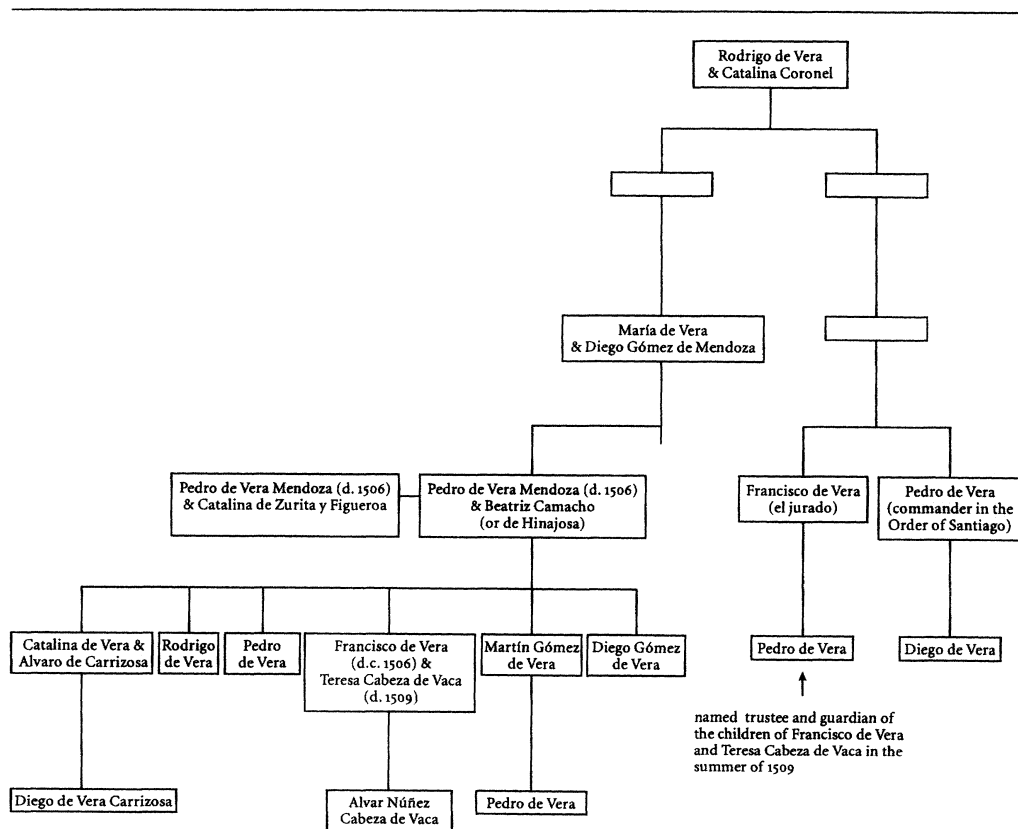 Rodrigo de Vera
& Catalina Coronel
María de Vera
& Diego Gómez de Mendoza
Pedro de Vera Mendoza (d. 1506)
& Catalina de Zurita y Figueroa
Pedro de Vera Mendoza (d. 1506)
& Beatriz Camacho
(or de Hinajosa)
Francisco de Vera
(el jurado)
Pedro de Vera
(commander in the
Order of Santiago)
Catalina de Vera &
Alvaro de Carrizosa
Rodrigo
de Vera
Pedro
de Vera
Francisco de Vera
(d.c. 1506) &
Teresa Cabeza de Vaca
(d. 1509)
Martín Gómez
de Vera
Diego Gómez
de Vera
Pedro de Vera
Diego de Vera
named trustee and guardian of
the children of Francisco de Vera
and Teresa Cabeza de Vaca in the
summer of 1509
Diego de Vera Carrizosa
Alvar Núñez
Cabeza de Vaca
Pedro de Vera